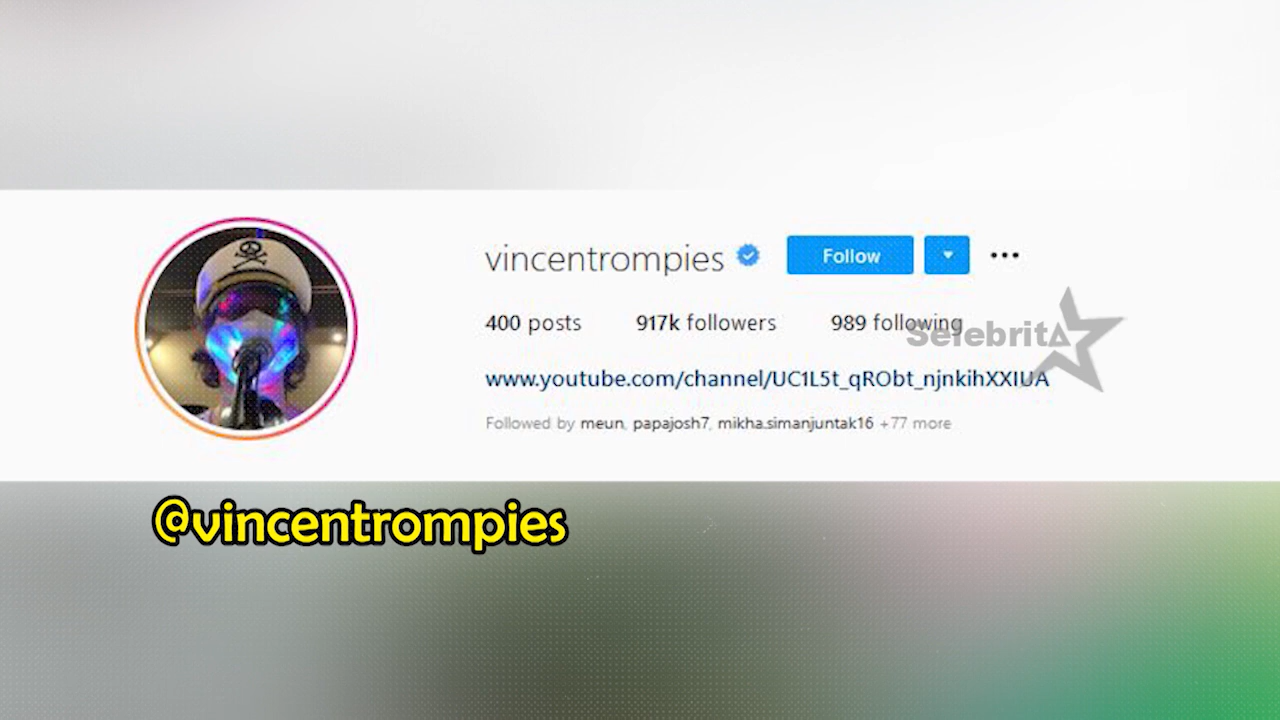 vincentrompies Follow
400 posts 917k followers 989 following
Selebrita
www.youtube.com/channel/UC1L5t_qRObt_njnkihXXIUA
Followed by meun, papajosh7, mikha.simanjuntak16 +77 more
@vincentrompies